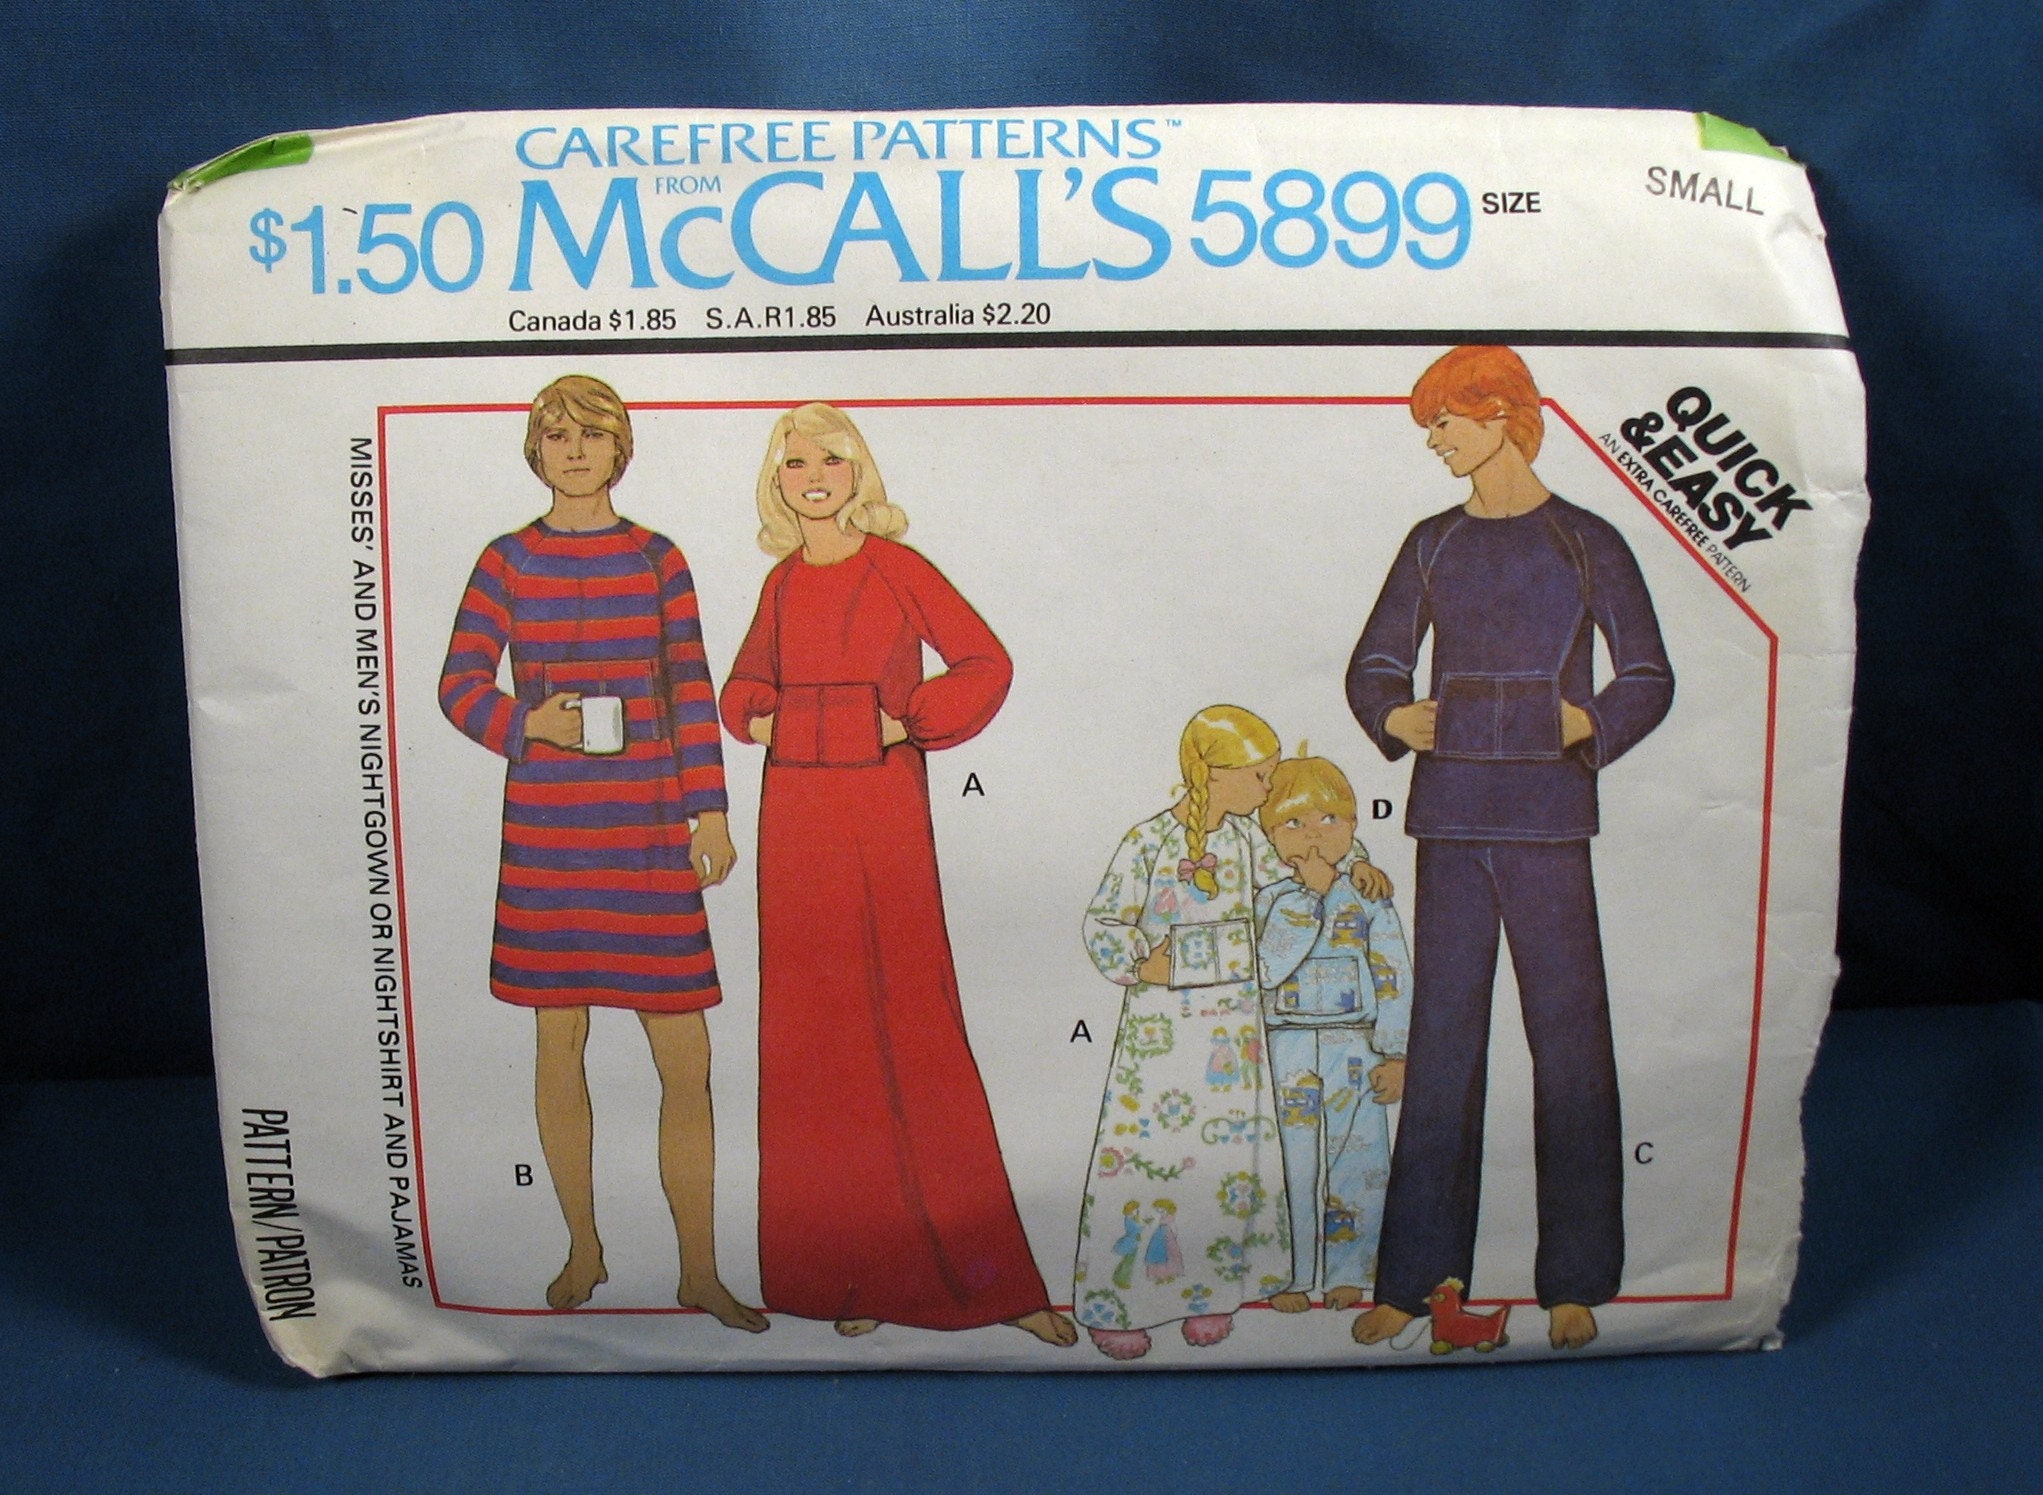 CAREFREE PATTERNS™
$1.50 FROM McCALL'S 5899 SIZE SMALL
Canada $1.85 S.A.R1.85 Australia $2.20
QUICK
& EASY
AN EXTRA CAREFREE PATTERN
MISSES' AND MEN'S NIGHTGOWN OR NIGHTSHIRT AND PAJAMAS
PATTERN/PATRON
A
D
A
B
C